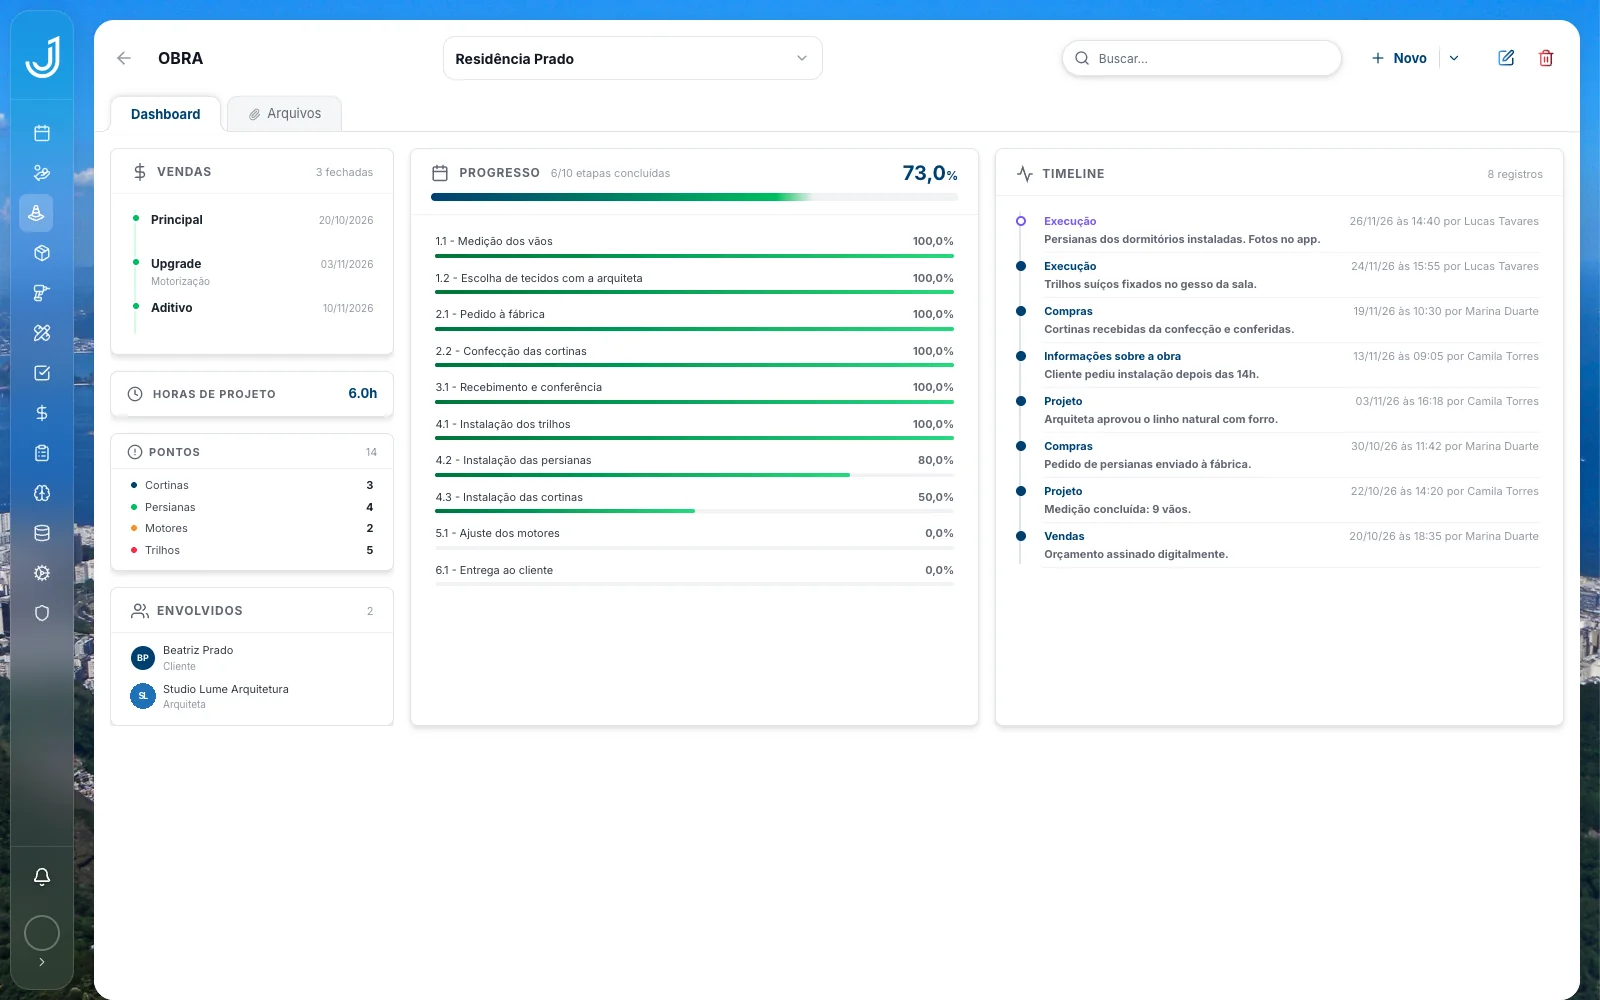 OBRA
Residência Prado
Buscar...
Novo
Dashboard
Arquivos
VENDAS
3 fechadas
Principal
20/10/2026
Upgrade
03/11/2026
Motorização
Aditivo
10/11/2026
HORAS DE PROJETO
6.0h
PONTOS
14
Cortinas
3
Persianas
4
Motores
2
Trilhos
5
ENVOLVIDOS
2
BP
Beatriz Prado
Cliente
SL
Studio Lume Arquitetura
Arquiteta
PROGRESSO
6/10 etapas concluídas
73,0%
1.1 - Medição dos vãos
100,0%
1.2 - Escolha de tecidos com a arquiteta
100,0%
2.1 - Pedido à fábrica
100,0%
2.2 - Confecção das cortinas
100,0%
3.1 - Recebimento e conferência
100,0%
4.1 - Instalação dos trilhos
100,0%
4.2 - Instalação das persianas
80,0%
4.3 - Instalação das cortinas
50,0%
5.1 - Ajuste dos motores
0,0%
6.1 - Entrega ao cliente
0,0%
TIMELINE
8 registros
Execução
26/11/26 às 14:40 por Lucas Tavares
Persianas dos dormitórios instaladas. Fotos no app.
Execução
24/11/26 às 15:55 por Lucas Tavares
Trilhos suíços fixados no gesso da sala.
Compras
19/11/26 às 10:30 por Marina Duarte
Cortinas recebidas da confecção e conferidas.
Informações sobre a obra
13/11/26 às 09:05 por Camila Torres
Cliente pediu instalação depois das 14h.
Projeto
03/11/26 às 16:18 por Camila Torres
Arquiteta aprovou o linho natural com forro.
Compras
30/10/26 às 11:42 por Marina Duarte
Pedido de persianas enviado à fábrica.
Projeto
22/10/26 às 14:20 por Camila Torres
Medição concluída: 9 vãos.
Vendas
20/10/26 às 18:35 por Marina Duarte
Orçamento assinado digitalmente.